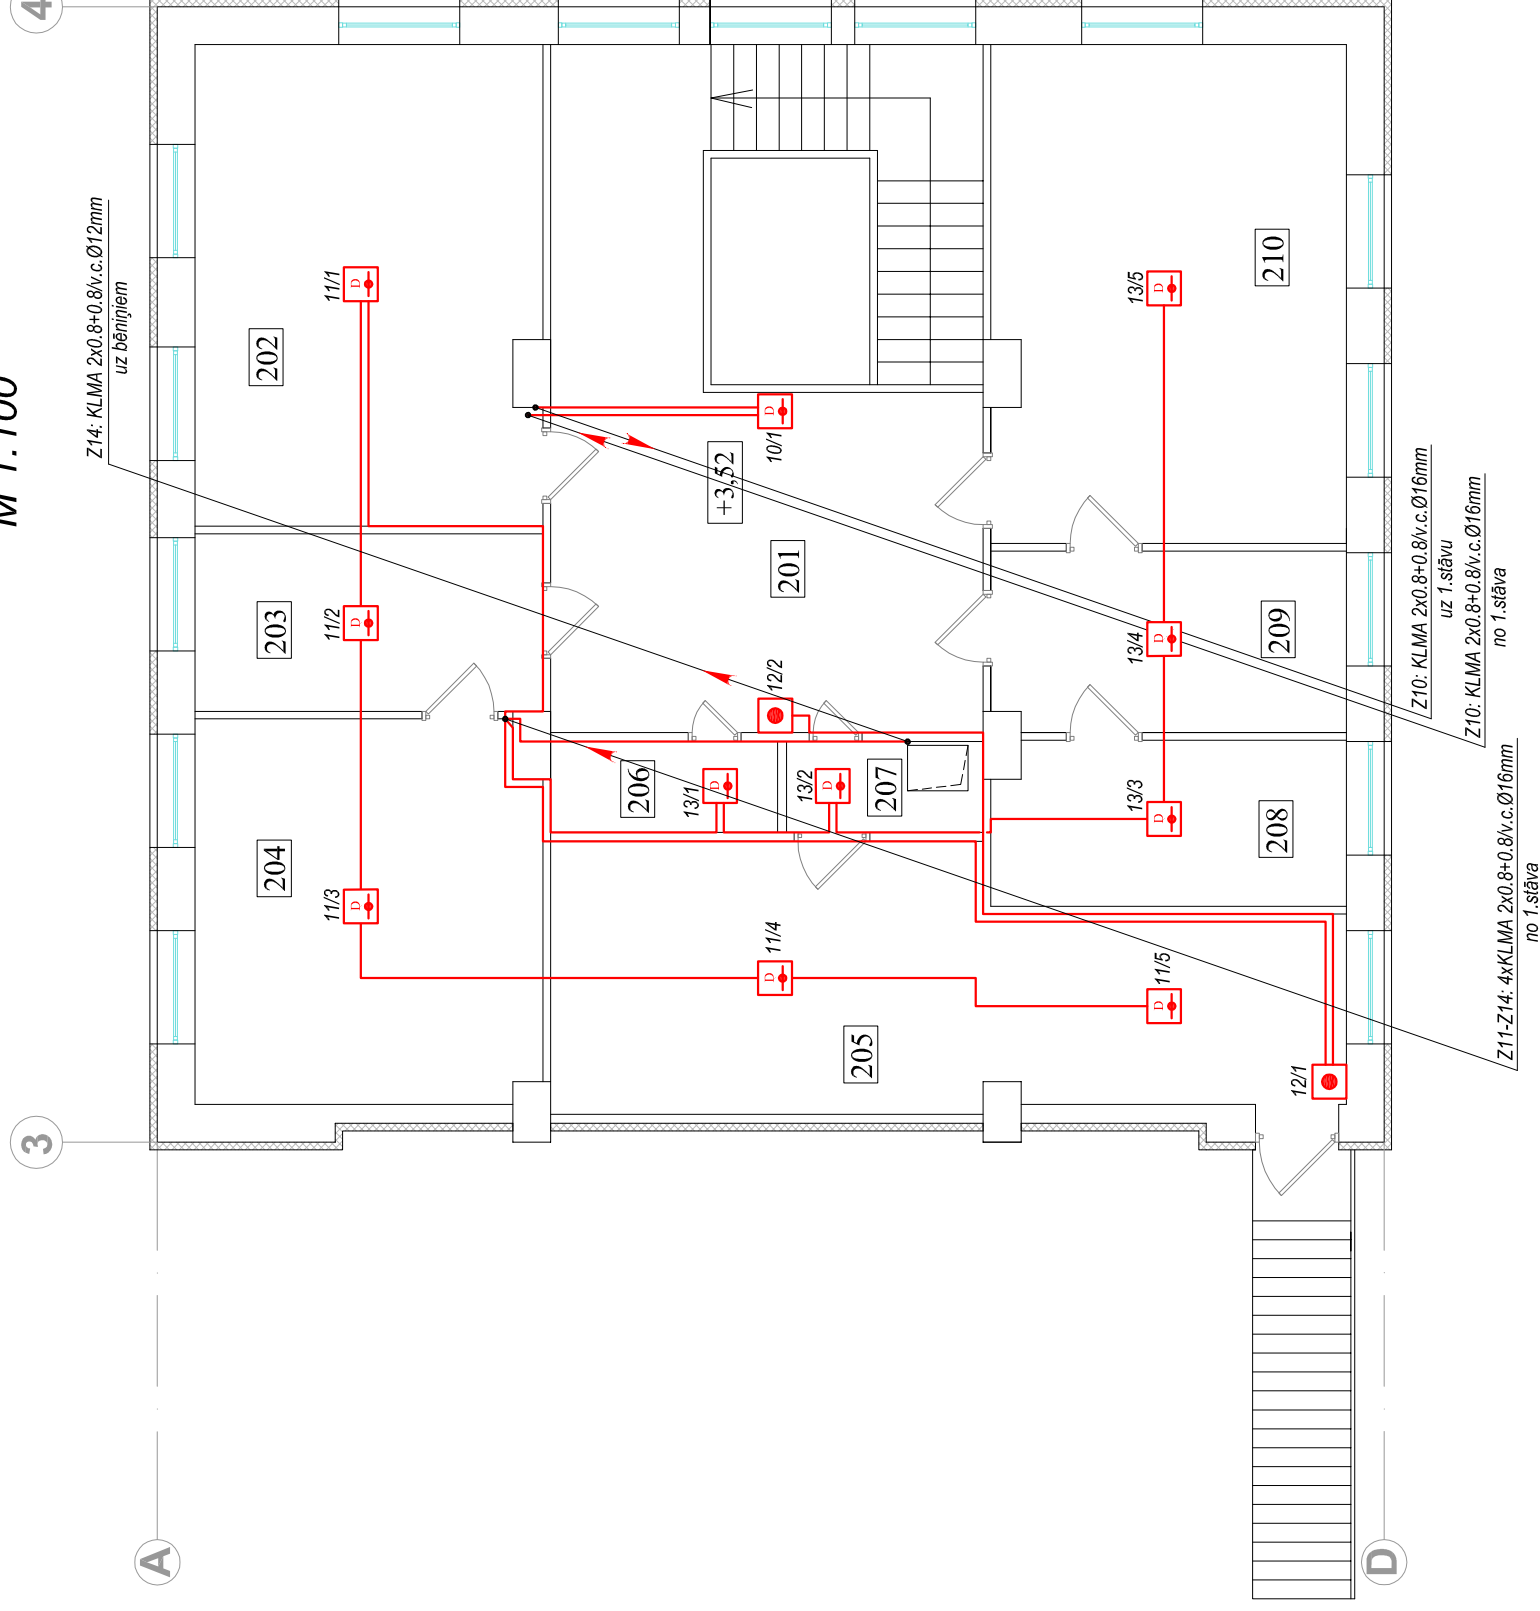 M 1:100
4
3
A
D
Z14: KLMA 2x0.8+0.8/v.c.Ø12mm
uz bēniņiem
Z10: KLMA 2x0.8+0.8/v.c.Ø16mm
uz 1.stāvu
Z10: KLMA 2x0.8+0.8/v.c.Ø16mm
no 1.stāva
Z11-Z14: 4xKLMA 2x0.8+0.8/v.c.Ø16mm
no 1.stāva
202
203
204
201
+3,52
206
207
205
210
209
208
D 11/1
D 11/2
D 11/3
D 11/4
D 11/5
D 10/1
12/2
12/1
D 13/1
D 13/2
D 13/3
D 13/4
D 13/5